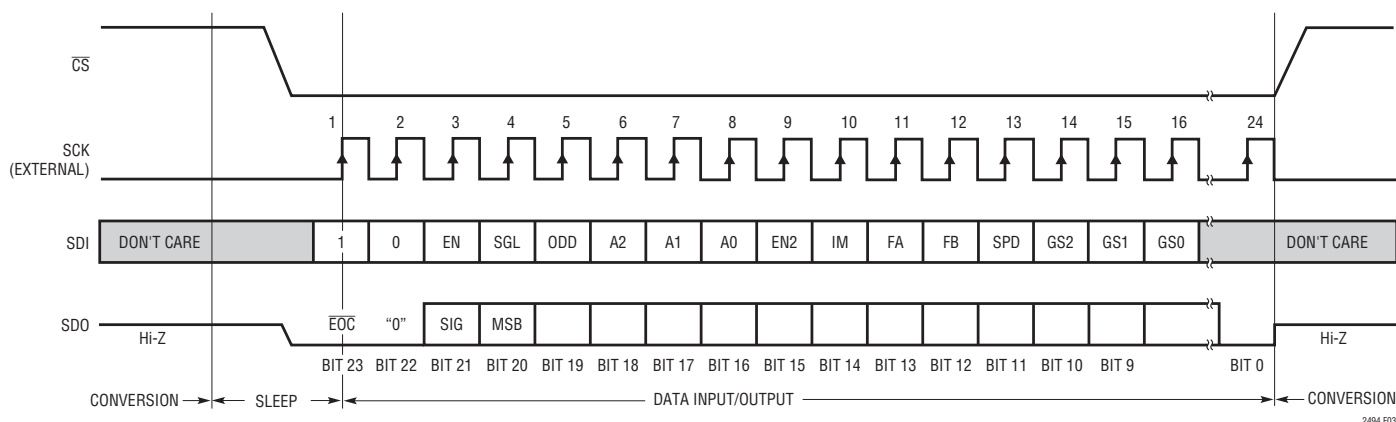 CS
1 2 3 4 5 6 7 8 9 10 11 12 13 14 15 16 24
SCK
(EXTERNAL)
SDI DON'T CARE 1 0 EN SGL ODD A2 A1 A0 EN2 IM FA FB SPD GS2 GS1 GS0 DON'T CARE
SDO Hi-Z EOC "0" SIG MSB Hi-Z
BIT 23 BIT 22 BIT 21 BIT 20 BIT 19 BIT 18 BIT 17 BIT 16 BIT 15 BIT 14 BIT 13 BIT 12 BIT 11 BIT 10 BIT 9 BIT 0
CONVERSION SLEEP DATA INPUT/OUTPUT CONVERSION
2494 F03